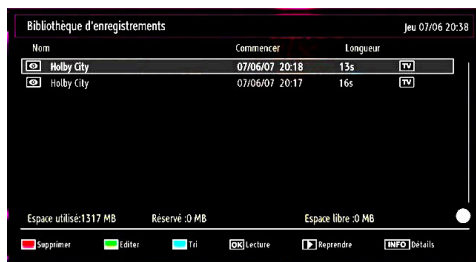 Bibliothèque d'enregistrements Jeu 07/06 20:38
Nom Commencer Longueur
Holby City 07/06/07 20:18 13s TV
Holby City 07/06/07 20:17 16s TV
Espace utilisé:1317 MB Réservé :0 MB Espace libre :0 MB
Supprimer Editer Tri OK Lecture Reprendre INFO Détails